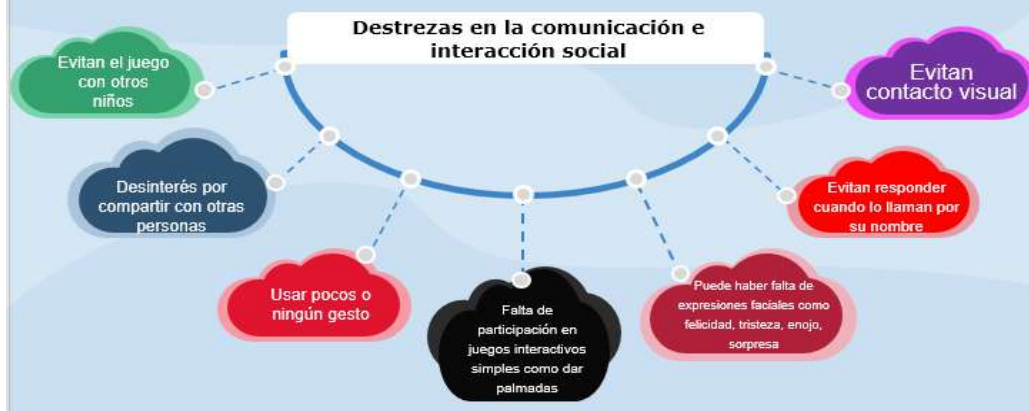 Destrezas en la comunicación e
interacción social
Evitan el juego
con otros
niños
Desinterés por
compartir con otras
personas
Usar pocos o
ningún gesto
Falta de
participación en
juegos interactivos
simples como dar
palmadas
Puede haber falta de
expresiones faciales como
felicidad, tristeza, enojo,
sorpresa
Evitan responder
cuando lo llaman por
su nombre
Evitan
contacto visual